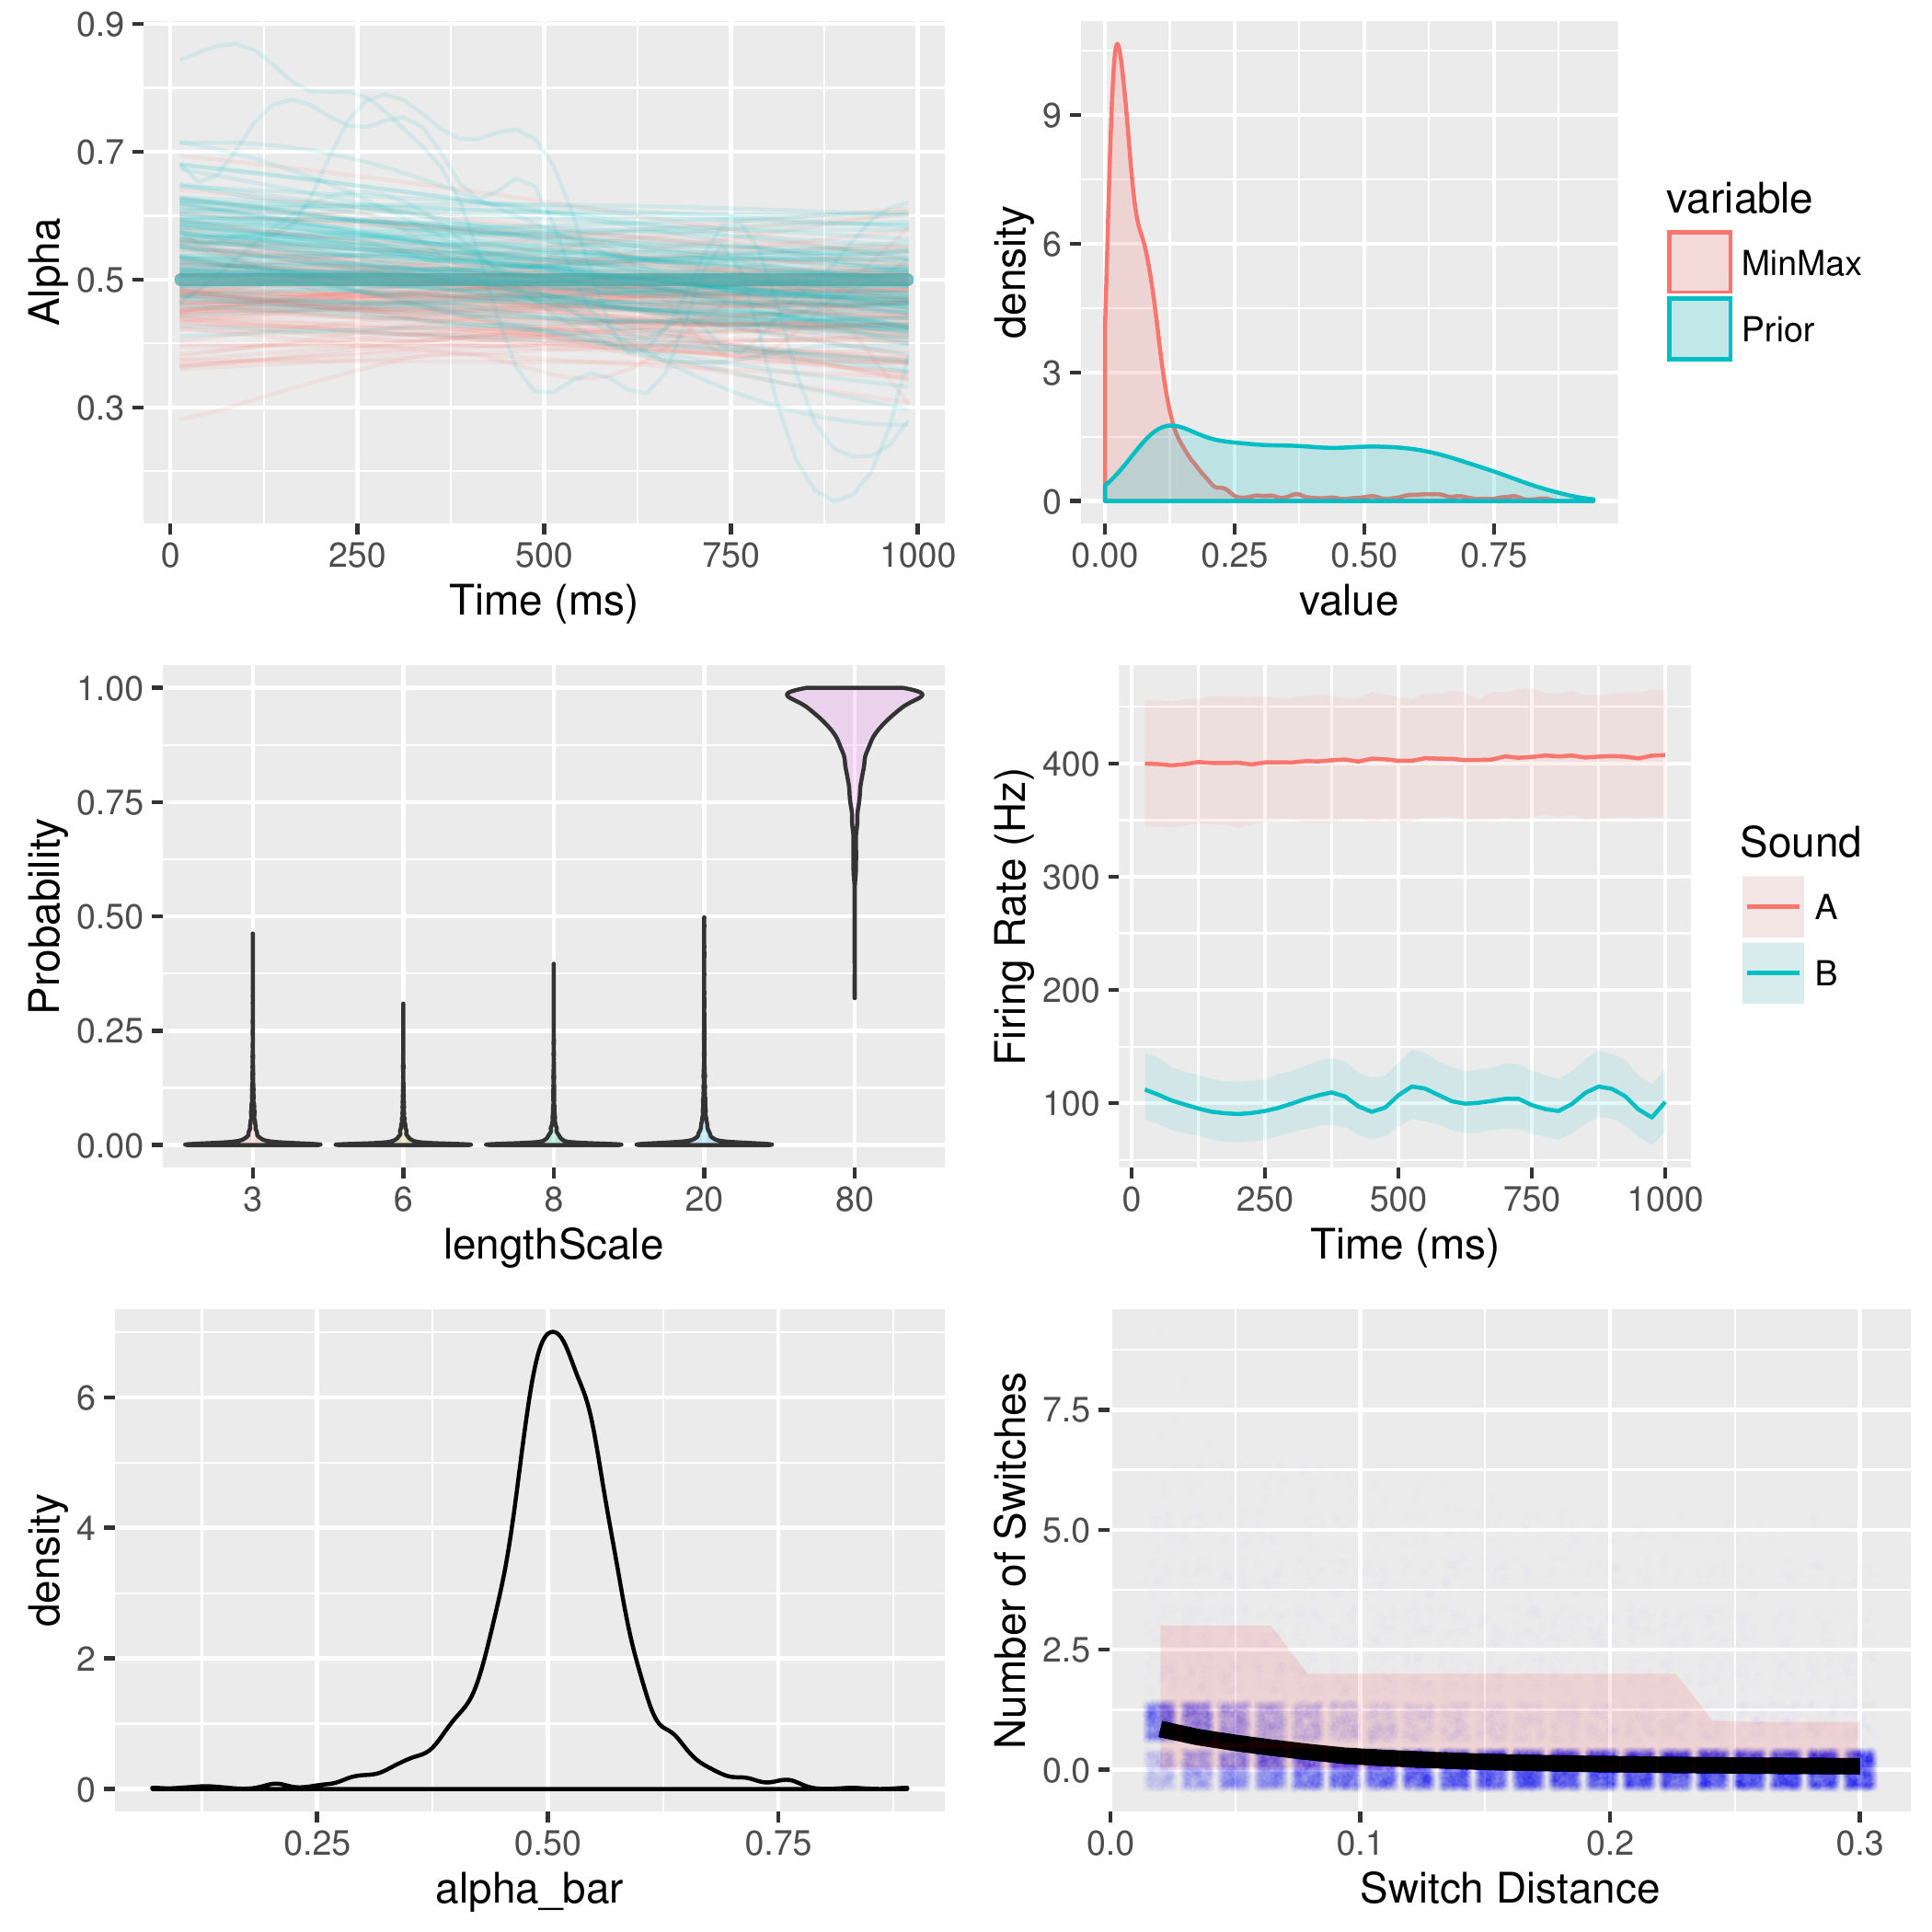 0.9
0.7
0.5
0.3
Alpha
0 250 500 750 1000
Time (ms)
9
6
3
0
density
0.00 0.25 0.50 0.75
value
variable
MinMax
Prior
1.00
0.75
0.50
0.25
0.00
Probability
3 6 8 20 80
lengthScale
400
300
200
100
Firing Rate (Hz)
0 250 500 750 1000
Time (ms)
Sound
A
B
6
4
2
0
density
0.25 0.50 0.75
alpha_bar
7.5
5.0
2.5
0.0
Number of Switches
0.0 0.1 0.2 0.3
Switch Distance